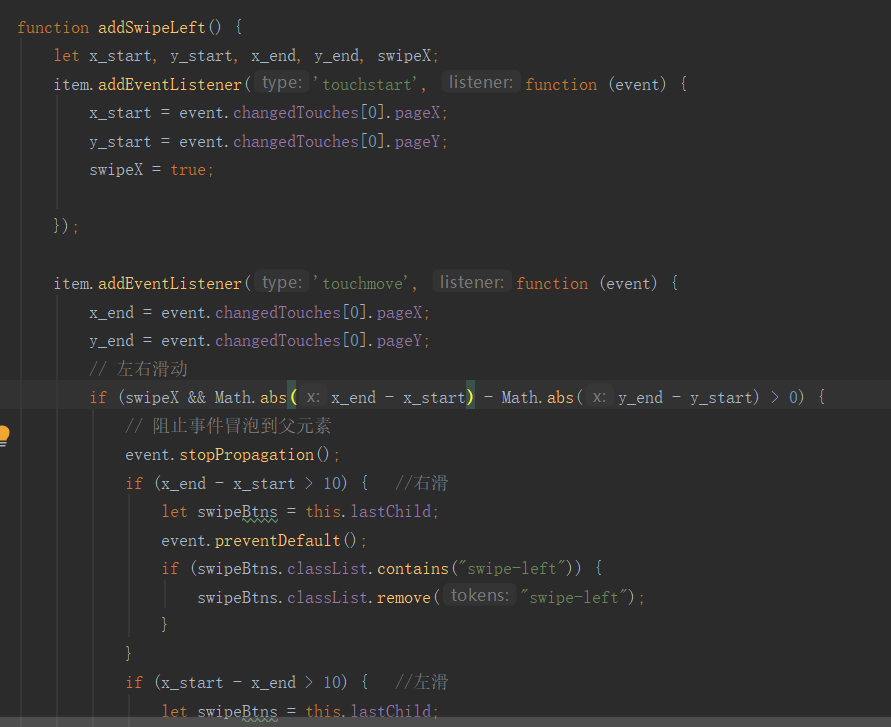 function addSwipeLeft() {
let x_start, y_start, x_end, y_end, swipeX;
item.addEventListener( type: 'touchstart', listener: function (event) {
x_start = event.changedTouches[0].pageX;
y_start = event.changedTouches[0].pageY;
swipeX = true;
});
item.addEventListener( type: 'touchmove', listener: function (event) {
x_end = event.changedTouches[0].pageX;
y_end = event.changedTouches[0].pageY;
// 左右滑动
if (swipeX && Math.abs( x: x_end - x_start) - Math.abs( x: y_end - y_start) > 0) {
// 阻止事件冒泡到父元素
event.stopPropagation();
if (x_end - x_start > 10) { //右滑
let swipeBtns = this.lastChild;
event.preventDefault();
if (swipeBtns.classList.contains("swipe-left")) {
swipeBtns.classList.remove( tokens: "swipe-left");
}
}
if (x_start - x_end > 10) { //左滑
let swipeBtns = this.lastChild;